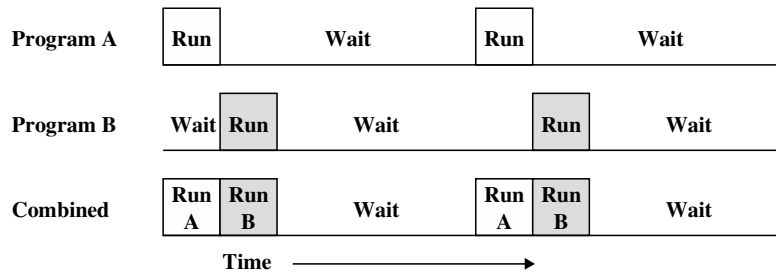 Program A Run Wait Run Wait
Program B Wait Run Wait Run Wait
Combined Run A Run B Wait Run A Run B Wait
Time